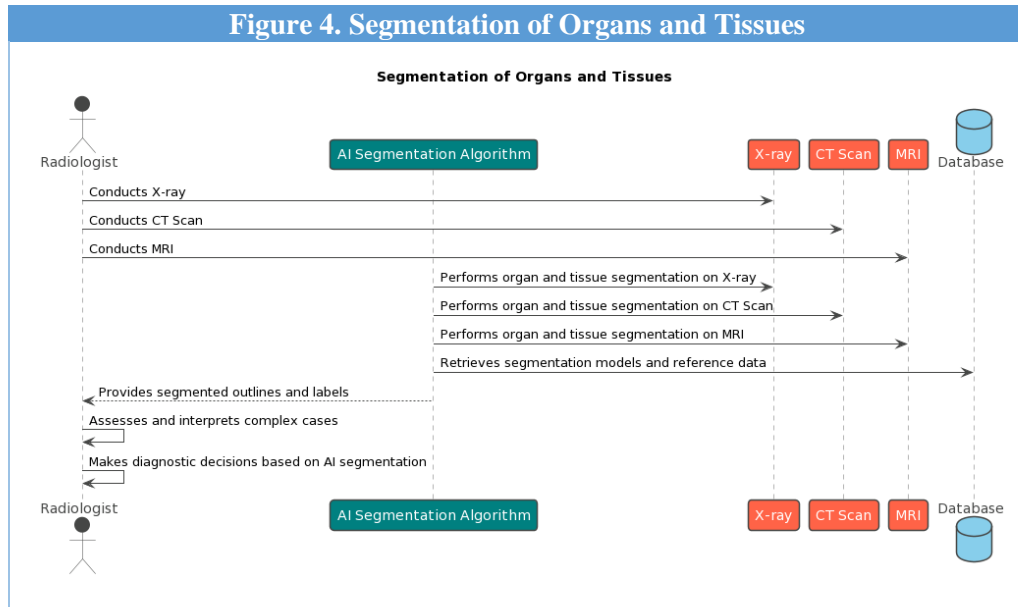 Figure 4. Segmentation of Organs and Tissues
Segmentation of Organs and Tissues
Radiologist
AI Segmentation Algorithm
X-ray
CT Scan
MRI
Database
Conducts X-ray
Conducts CT Scan
Conducts MRI
Performs organ and tissue segmentation on X-ray
Performs organ and tissue segmentation on CT Scan
Performs organ and tissue segmentation on MRI
Retrieves segmentation models and reference data
Provides segmented outlines and labels
Assesses and interprets complex cases
Makes diagnostic decisions based on AI segmentation
Radiologist
AI Segmentation Algorithm
X-ray
CT Scan
MRI
Database